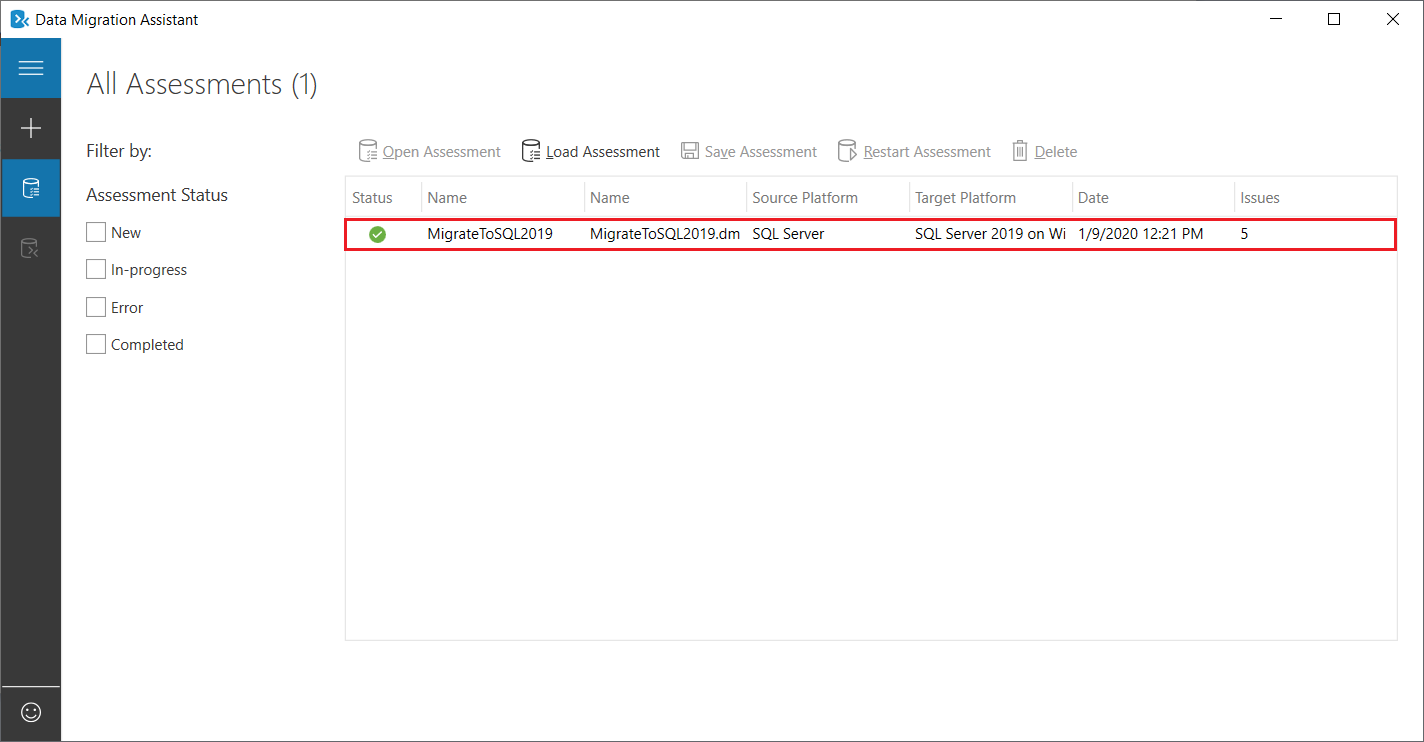 Data Migration Assistant
All Assessments (1)
Filter by:
Assessment Status
New
In-progress
Error
Completed
Open Assessment Load Assessment Save Assessment Restart Assessment Delete
Status Name Name Source Platform Target Platform Date Issues
MigrateToSQL2019 MigrateToSQL2019.dm SQL Server SQL Server 2019 on Wi 1/9/2020 12:21 PM 5